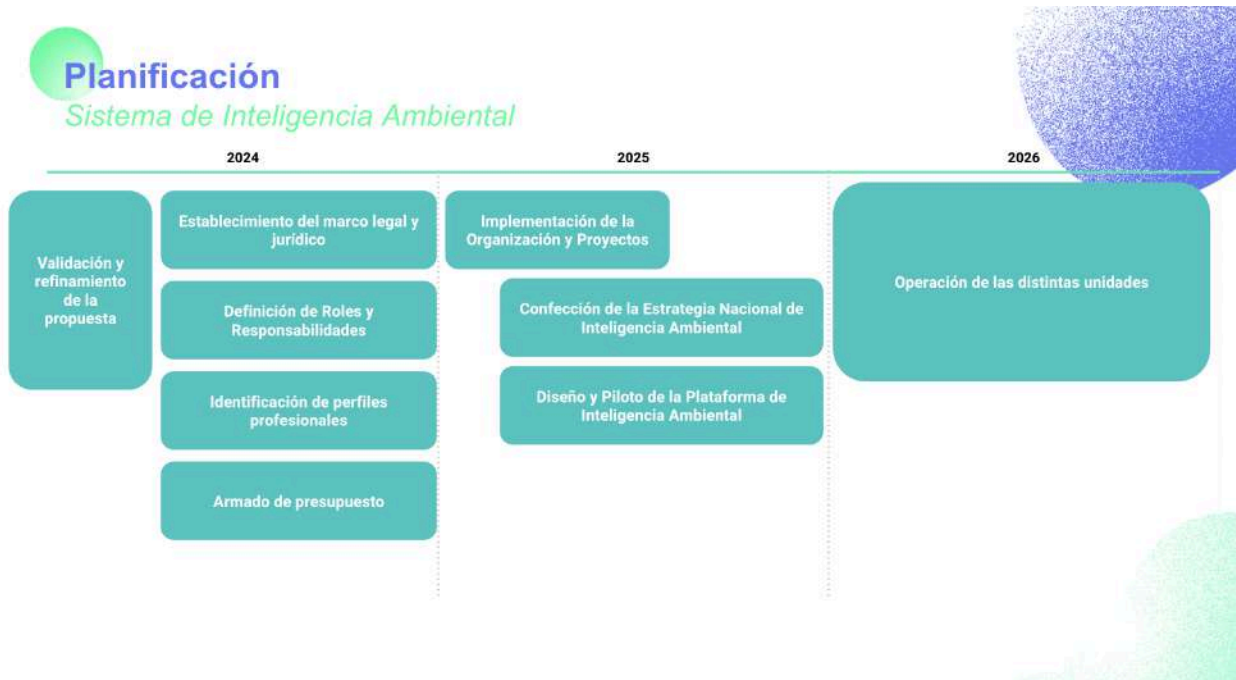 Planificación
Sistema de Inteligencia Ambiental
2024
2025
2026
Validación y
refinamiento
de la
propuesta
Establecimiento del marco legal y
jurídico
Definición de Roles y
Responsabilidades
Identificación de perfiles
profesionales
Armado de presupuesto
Implementación de la
Organización y Proyectos
Confección de la Estrategia Nacional de
Inteligencia Ambiental
Diseño y Piloto de la Plataforma de
Inteligencia Ambiental
Operación de las distintas unidades